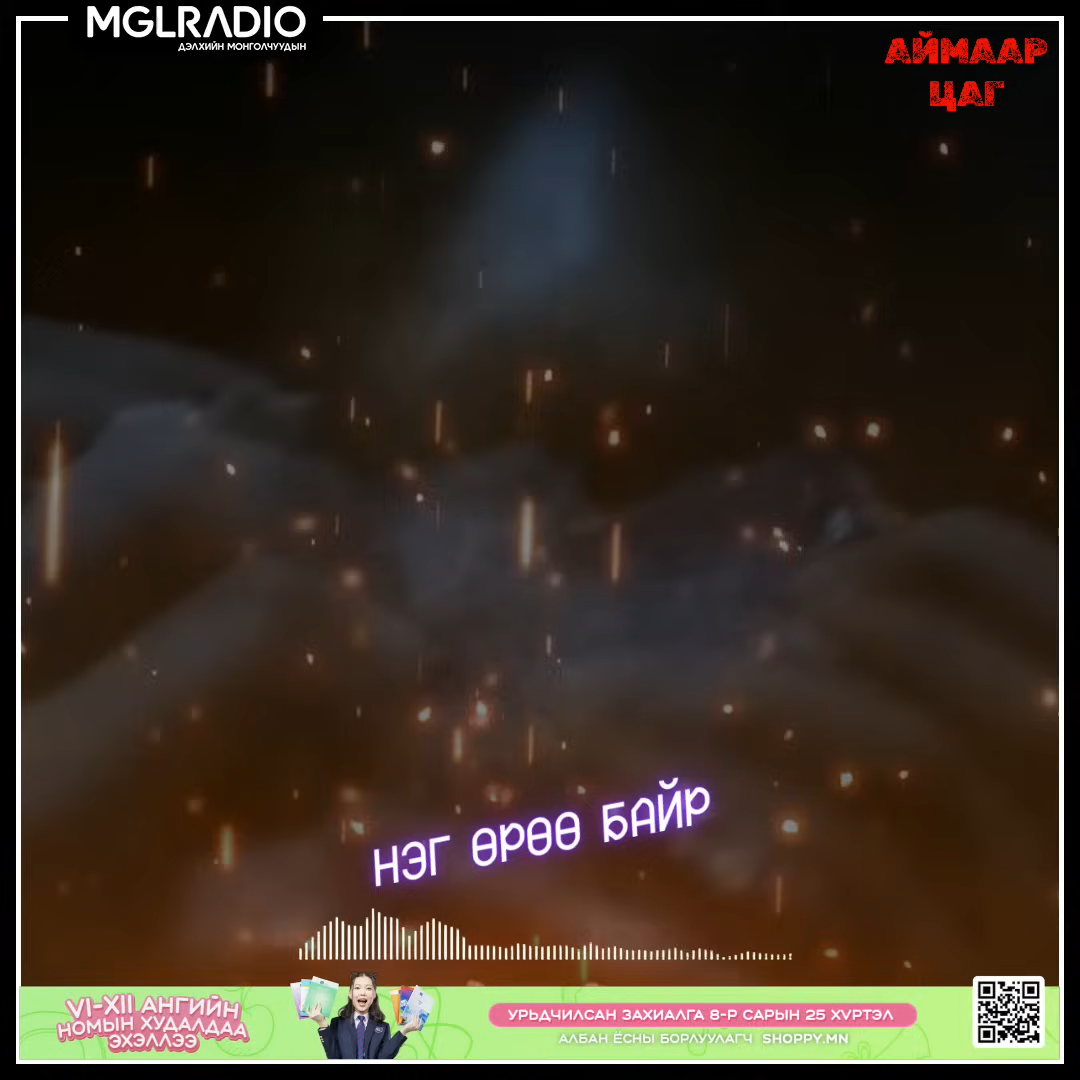 MGLRADIO
ДЭЛХИЙН МОНГОЛЧУУДЫН
АЙМААР
ЦАГ
НЭГ ӨРӨӨ БАЙР
VI-XII АНГИЙН
НОМЫН ХУДАЛДАА
ЭХЭЛЛЭЭ
УРЬДЧИЛСАН ЗАХИАЛГА 8-Р САРЫН 25 ХҮРТЭЛ
АЛБАН ЁСНЫ БОРЛУУЛАГЧ SHOPPY.MN